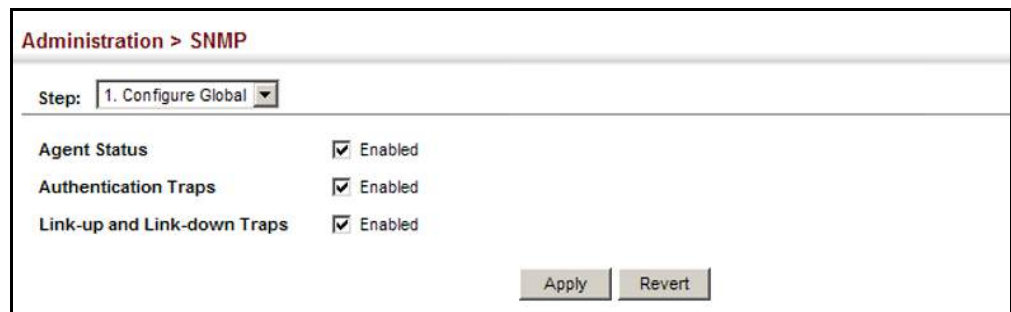 Administration > SNMP
Step: 1. Configure Global
Agent Status Enabled
Authentication Traps Enabled
Link-up and Link-down Traps Enabled
Apply Revert